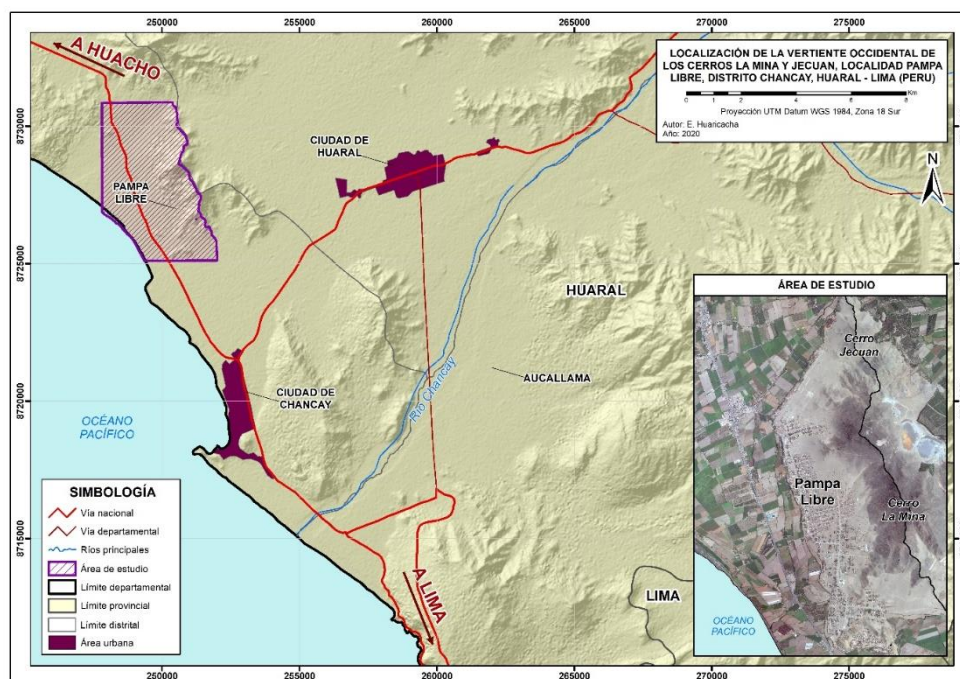 250000 255000 260000 265000 270000 275000
A HUACHO
LOCALIZACIÓN DE LA VERTIENTE OCCIDENTAL DE
LOS CERROS LA MINA Y JECUAN, LOCALIDAD PAMPA
LIBRE, DISTRITO CHANCAY, HUARAL - LIMA (PERU)
0 1 2 4 6 8 Km
Proyección UTM Datum WGS 1984, Zona 18 Sur
Autor: E. Huaricacha
Año: 2020
N
8730000
8725000
8720000
8715000
CIUDAD DE
HUARAL
PAMPA
LIBRE
HUARAL
AUCALLAMA
Río Chancay
CIUDAD DE
CHANCAY
OCÉANO
PACÍFICO
A LIMA
LIMA
SIMBOLOGÍA
Vía nacional
Vía departamental
Ríos principales
Área de estudio
Límite departamental
Límite provincial
Límite distrital
Área urbana
ÁREA DE ESTUDIO
Cerro
Jecuan
Pampa
Libre
Cerro
La Mina
OCÉANO
PACÍFICO
250000 255000 260000 265000 270000 275000